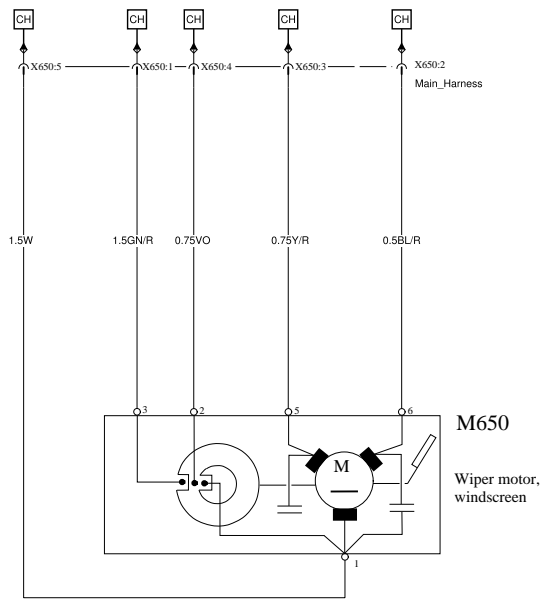 CH CH CH CH CH
X650:5 X650:1 X650:4 X650:3 X650:2
Main_Harness
1.5W 1.5GN/R 0.75VO 0.75Y/R 0.5BL/R
3 2 5 6
M650
M
Wiper motor,
windscreen
1